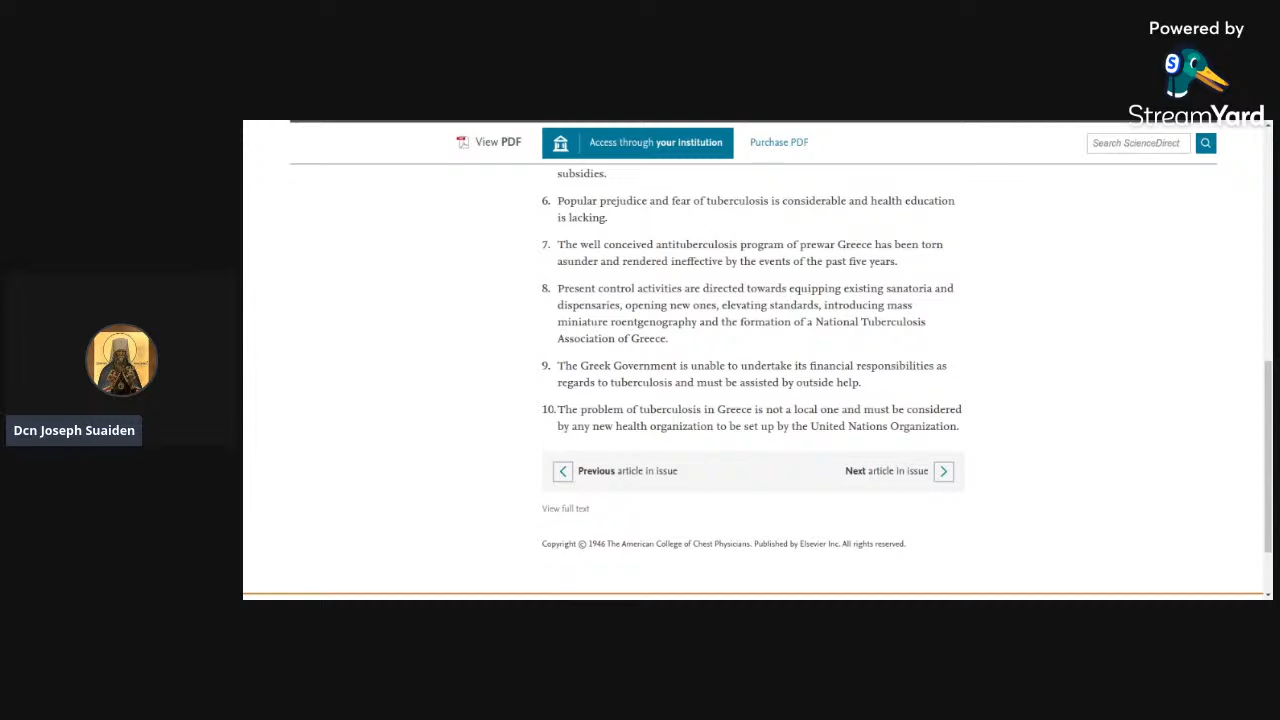 Powered by
StreamYard
View PDF
Access through your institution
Purchase PDF
Search ScienceDirect
subsidies.
6. Popular prejudice and fear of tuberculosis is considerable and health education
is lacking.
7. The well conceived antituberculosis program of prewar Greece has been torn
asunder and rendered ineffective by the events of the past five years.
8. Present control activities are directed towards equipping existing sanatoria and
dispensaries, opening new ones, elevating standards, introducing mass
miniature roentgenography and the formation of a National Tuberculosis
Association of Greece.
9. The Greek Government is unable to undertake its financial responsibilities as
regards to tuberculosis and must be assisted by outside help.
10. The problem of tuberculosis in Greece is not a local one and must be considered
by any new health organization to be set up by the United Nations Organization.
Previous article in issue
Next article in issue
View full text
Copyright © 1946 The American College of Chest Physicians. Published by Elsevier Inc. All rights reserved.
Dcn Joseph Suaiden